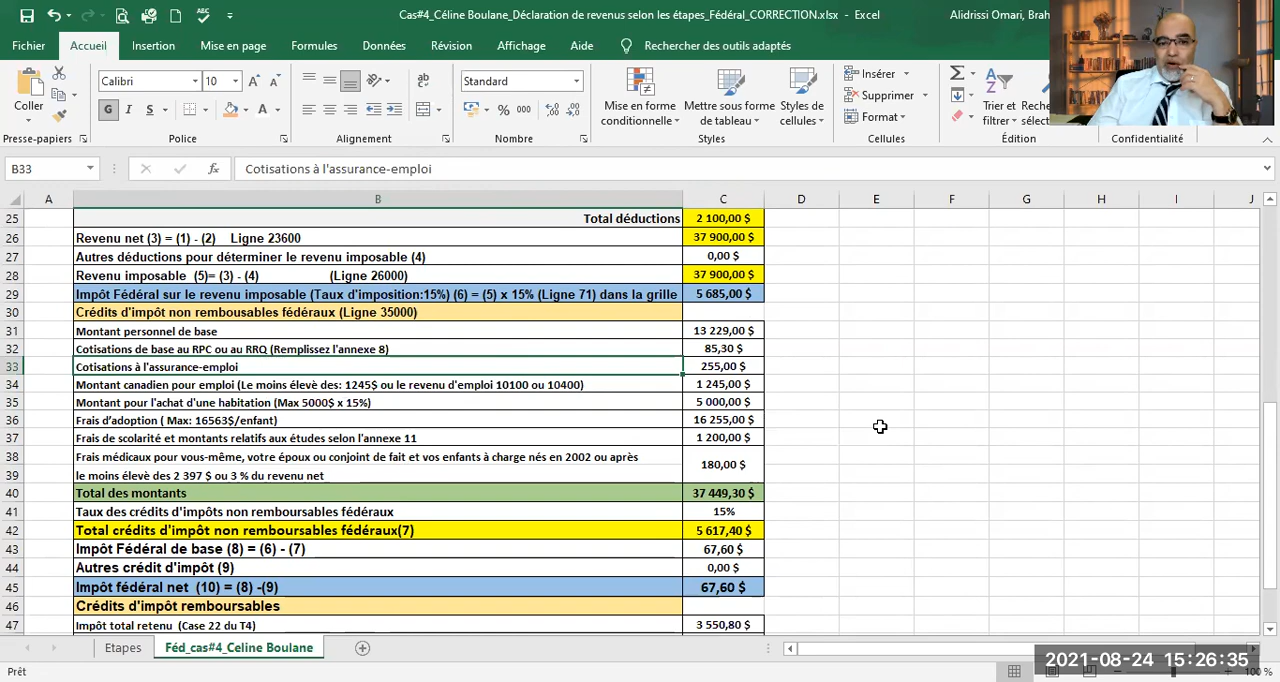 Cas#4_Céline Boulane_Déclaration de revenus selon les étapes_Fédéral_CORRECTION.xlsx - Excel
Alidrissi Omari, Brah
Fichier Accueil Insertion Mise en page Formules Données Révision Affichage Aide Rechercher des outils adaptés
Coller
Presse-papiers
Calibri 10
G I S
Police
Alignement
Standard
% 000
Nombre
Mise en forme conditionnelle
Mettre sous forme de tableau
Styles de cellules
Styles
Insérer
Supprimer
Format
Cellules
Trier et filtrer
Édition
Confidentialité
B33 fx Cotisations à l'assurance-emploi
A B C D E F G H I J
25 Total déductions 2 100,00 $
26 Revenu net (3) = (1) - (2) Ligne 23600 37 900,00 $
27 Autres déductions pour déterminer le revenu imposable (4) 0,00 $
28 Revenu imposable (5)= (3) - (4) (Ligne 26000) 37 900,00 $
29 Impôt Fédéral sur le revenu imposable (Taux d'imposition:15%) (6) = (5) x 15% (Ligne 71) dans la grille 5 685,00 $
30 Crédits d'impôt non rembousables fédéraux (Ligne 35000)
31 Montant personnel de base 13 229,00 $
32 Cotisations de base au RPC ou au RRQ (Remplissez l'annexe 8) 85,30 $
33 Cotisations à l'assurance-emploi 255,00 $
34 Montant canadien pour emploi (Le moins élevè des: 1245$ ou le revenu d'emploi 10100 ou 10400) 1 245,00 $
35 Montant pour l'achat d'une habitation (Max 5000$ x 15%) 5 000,00 $
36 Frais d'adoption ( Max: 16563$/enfant) 16 255,00 $
37 Frais de scolarité et montants relatifs aux études selon l'annexe 11 1 200,00 $
38 Frais médicaux pour vous-même, votre époux ou conjoint de fait et vos enfants à charge nés en 2002 ou après
39 le moins élevè des 2 397 $ ou 3 % du revenu net 180,00 $
40 Total des montants 37 449,30 $
41 Taux des crédits d'impôts non remboursables fédéraux 15%
42 Total crédits d'impôt non remboursables fédéraux(7) 5 617,40 $
43 Impôt Fédéral de base (8) = (6) - (7) 67,60 $
44 Autres crédit d'impôt (9) 0,00 $
45 Impôt fédéral net (10) = (8) -(9) 67,60 $
46 Crédits d'impôt remboursables
47 Impôt total retenu (Case 22 du T4) 3 550,80 $
Etapes Féd_cas#4_Celine Boulane
Prêt
2021-08-24 15:26:35
100 %